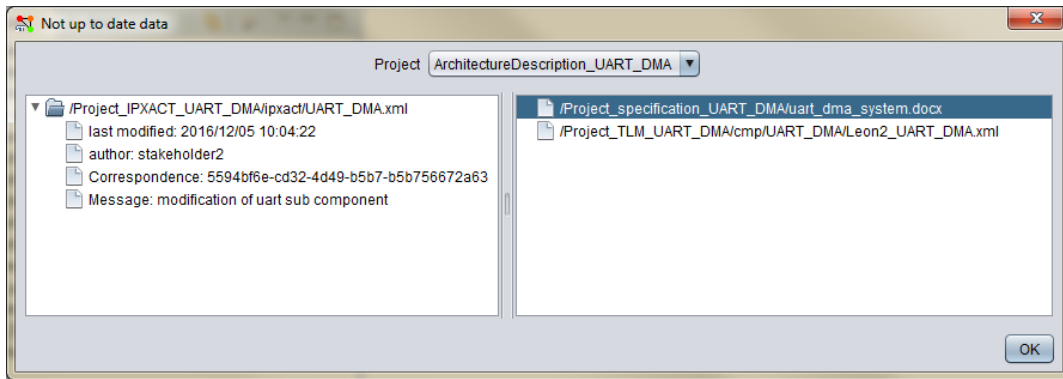 Not up to date data
Project ArchitectureDescription_UART_DMA
/Project_IPXACT_UART_DMA/ipxact/UART_DMA.xml
last modified: 2016/12/05 10:04:22
author: stakeholder2
Correspondence: 5594bf6e-cd32-4d49-b5b7-b5b756672a63
Message: modification of uart sub component
/Project_specification_UART_DMA/uart_dma_system.docx
/Project_TLM_UART_DMA/cmp/UART_DMA/Leon2_UART_DMA.xml
OK